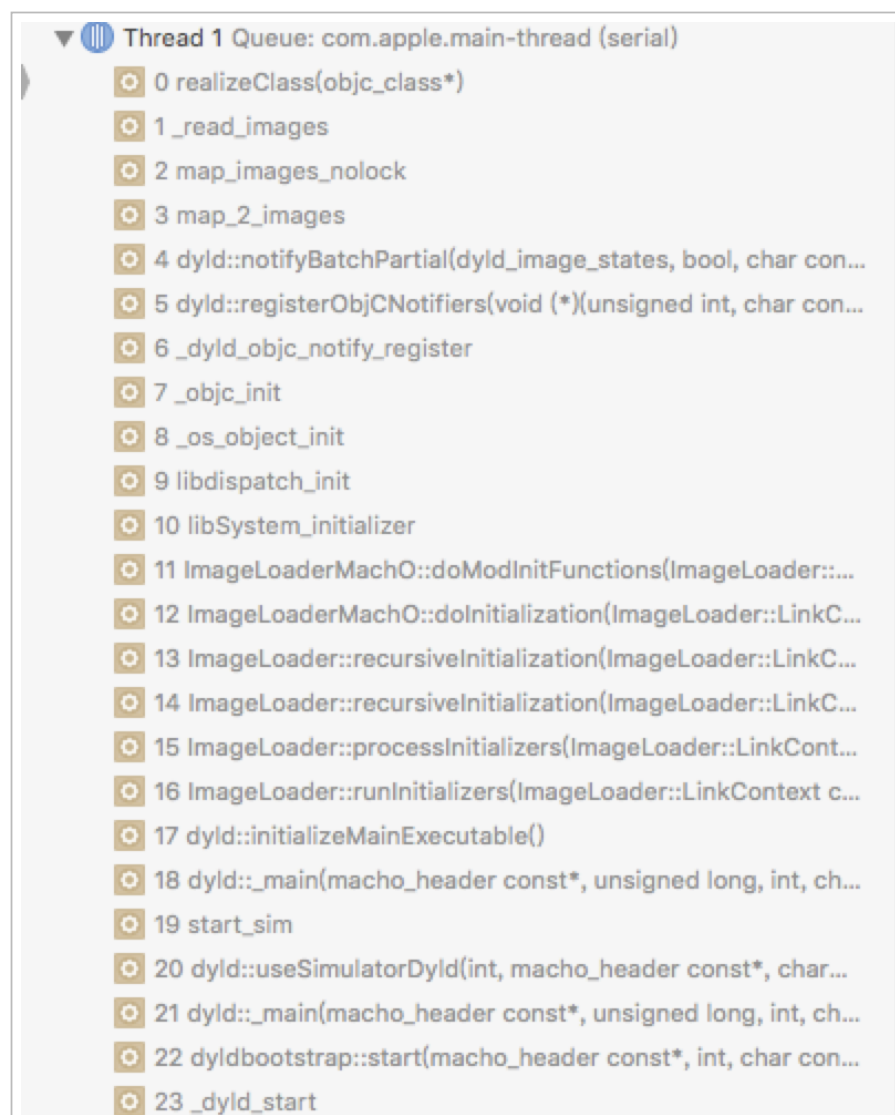 Thread 1 Queue: com.apple.main-thread (serial)
0 realizeClass(objc_class*)
1 _read_images
2 map_images_nolock
3 map_2_images
4 dyld::notifyBatchPartial(dyld_image_states, bool, char con...
5 dyld::registerObjCNotifiers(void (*)(unsigned int, char con...
6 _dyld_objc_notify_register
7 _objc_init
8 _os_object_init
9 libdispatch_init
10 libSystem_initializer
11 ImageLoaderMachO::doModInitFunctions(ImageLoader::...
12 ImageLoaderMachO::doInitialization(ImageLoader::LinkC...
13 ImageLoader::recursiveInitialization(ImageLoader::LinkC...
14 ImageLoader::recursiveInitialization(ImageLoader::LinkC...
15 ImageLoader::processInitializers(ImageLoader::LinkCont...
16 ImageLoader::runInitializers(ImageLoader::LinkContext c...
17 dyld::initializeMainExecutable()
18 dyld::_main(macho_header const*, unsigned long, int, ch...
19 start_sim
20 dyld::useSimulatorDyld(int, macho_header const*, char...
21 dyld::_main(macho_header const*, unsigned long, int, ch...
22 dyldbootstrap::start(macho_header const*, int, char con...
23 _dyld_start